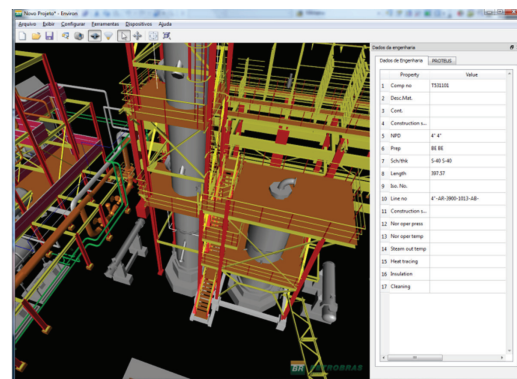 Novo Projeto* - Environ
Arquivo Exibir Configurar Ferramentas Dispositivos Ajuda
Dados da engenharia
Dados de Engenharia PROTEUS
Property Value
1 Comp no T531101
2 Desc.Mat.
3 Cont.
4 Construction s...
5 NPD 4" 4"
6 Prep BE BE
7 Sch/thk S-40 S-40
8 Length 397.57
9 Iso. No.
10 Line no 4"-AR-3900-1013-AB-
11 Construction s...
12 Nor oper press
13 Nor oper temp
14 Steam out temp
15 Heat tracing
16 Insulation
17 Cleaning
BR PETROBRAS